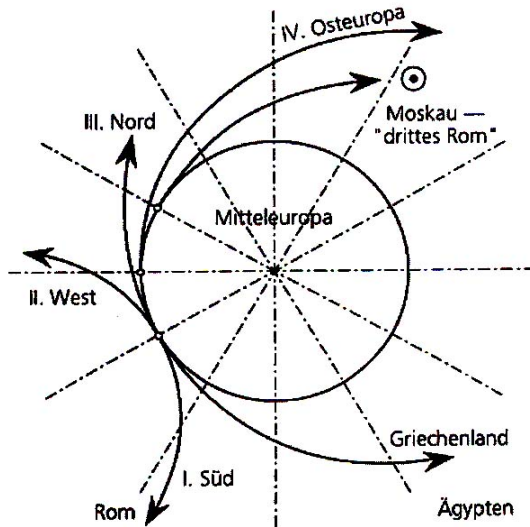 IV. Osteuropa
Moskau —
"drittes Rom"
III. Nord
Mitteleuropa
II. West
Griechenland
I. Süd
Rom
Ägypten